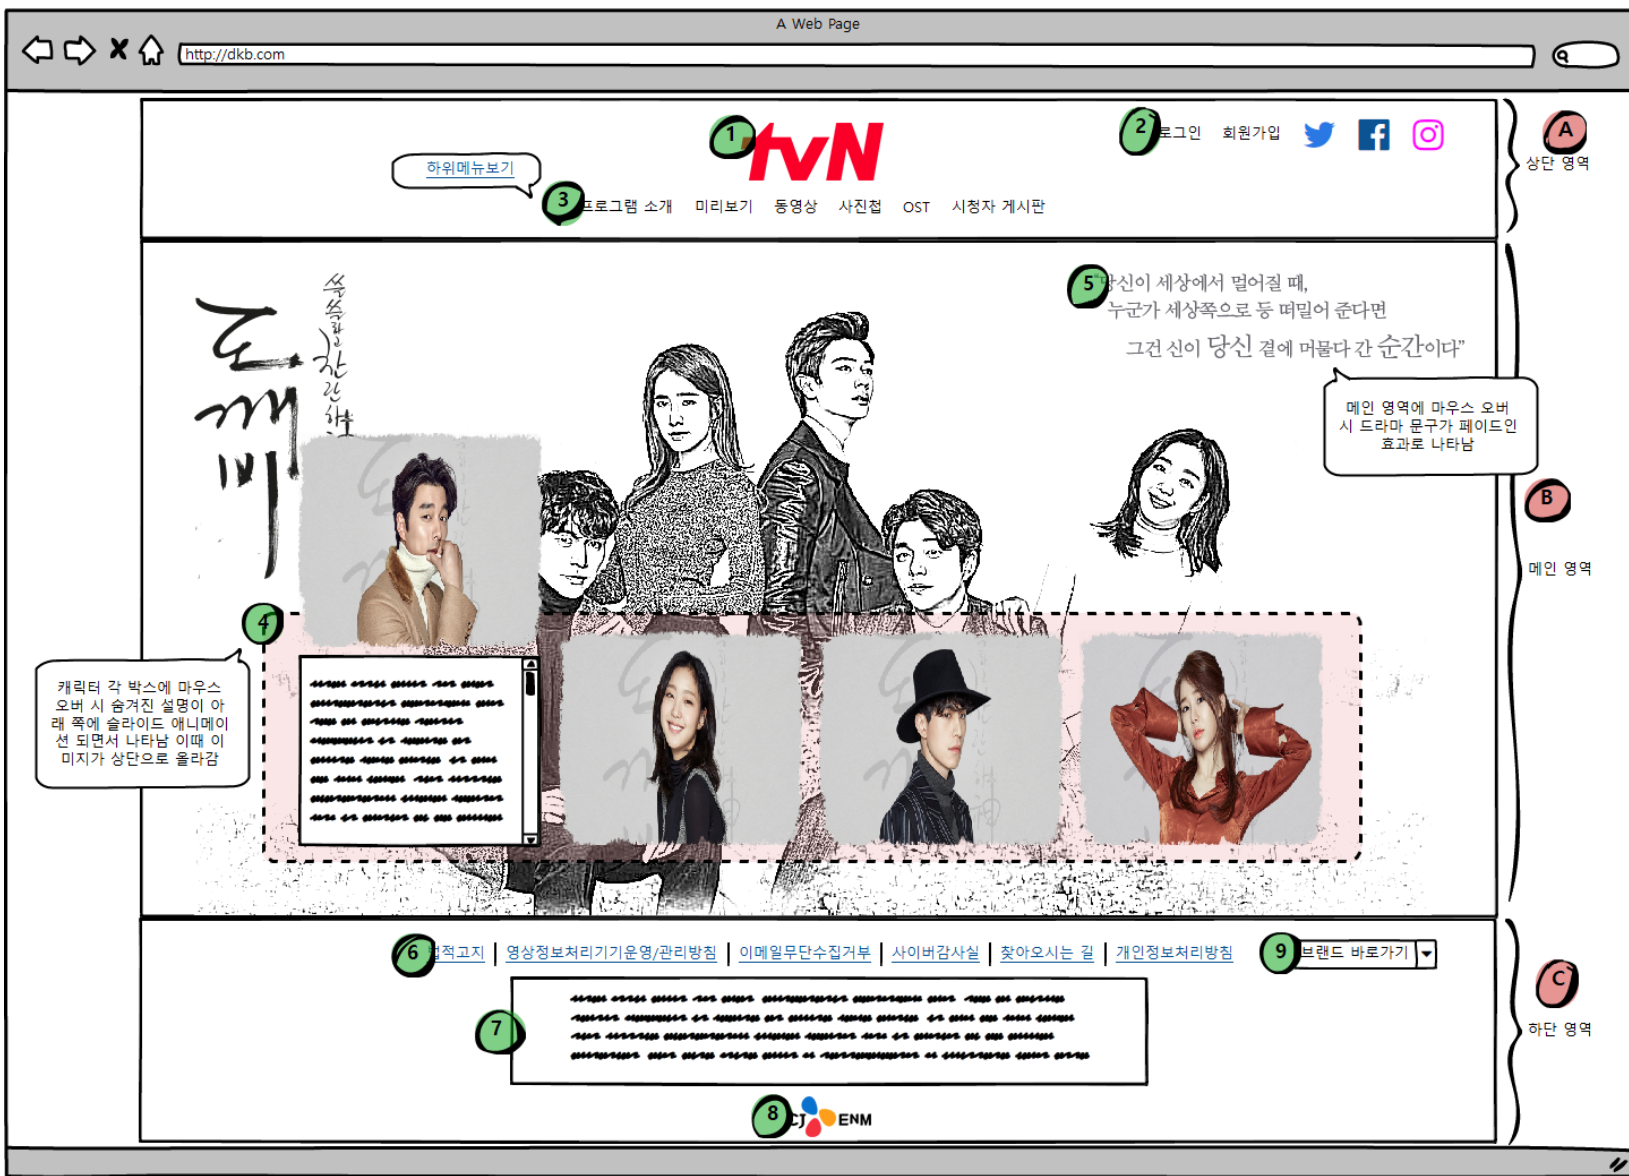 A Web Page
http://dkb.com
1
tvN
2
로그인 회원가입
A
상단 영역
하위메뉴보기
3
프로그램 소개 미리보기 동영상 사진첩 OST 시청자 게시판
도깨비
쓸쓸하고 찬란하神
5
“당신이 세상에서 멀어질 때,
누군가 세상쪽으로 등 떠밀어 준다면
그건 신이 당신 곁에 머물다 간 순간이다”
메인 영역에 마우스 오버
시 드라마 문구가 페이드인
효과로 나타남
B
메인 영역
4
캐릭터 각 박스에 마우스
오버 시 숨겨진 설명이 아
래 쪽에 슬라이드 애니메이
션 되면서 나타남 이때 이
미지가 상단으로 올라감
6
법적고지 | 영상정보처리기기운영/관리방침 | 이메일무단수집거부 | 사이버감사실 | 찾아오시는 길 | 개인정보처리방침
9
브랜드 바로가기
C
하단 영역
7
8
CJ ENM